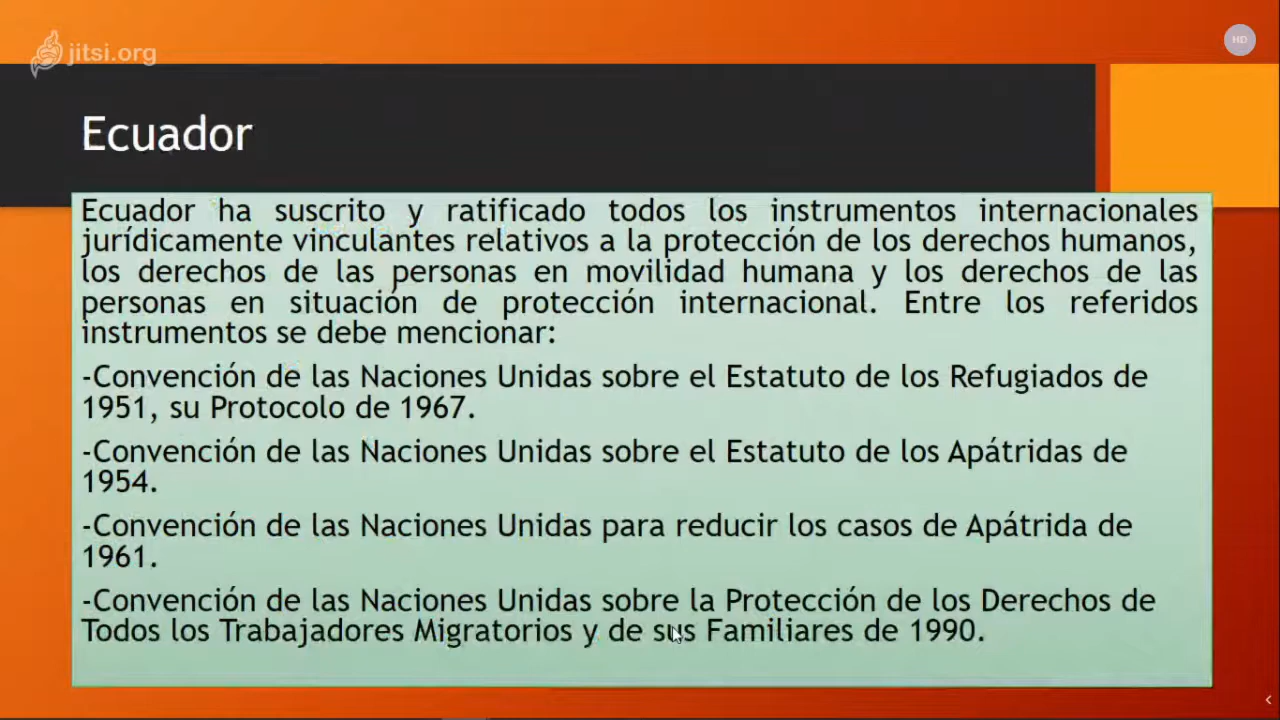 jitsi.org
HD
Ecuador
Ecuador ha suscrito y ratificado todos los instrumentos internacionales
jurídicamente vinculantes relativos a la protección de los derechos humanos,
los derechos de las personas en movilidad humana y los derechos de las
personas en situación de protección internacional. Entre los referidos
instrumentos se debe mencionar:
-Convención de las Naciones Unidas sobre el Estatuto de los Refugiados de
1951, su Protocolo de 1967.
-Convención de las Naciones Unidas sobre el Estatuto de los Apátridas de
1954.
-Convención de las Naciones Unidas para reducir los casos de Apátrida de
1961.
-Convención de las Naciones Unidas sobre la Protección de los Derechos de
Todos los Trabajadores Migratorios y de sus Familiares de 1990.